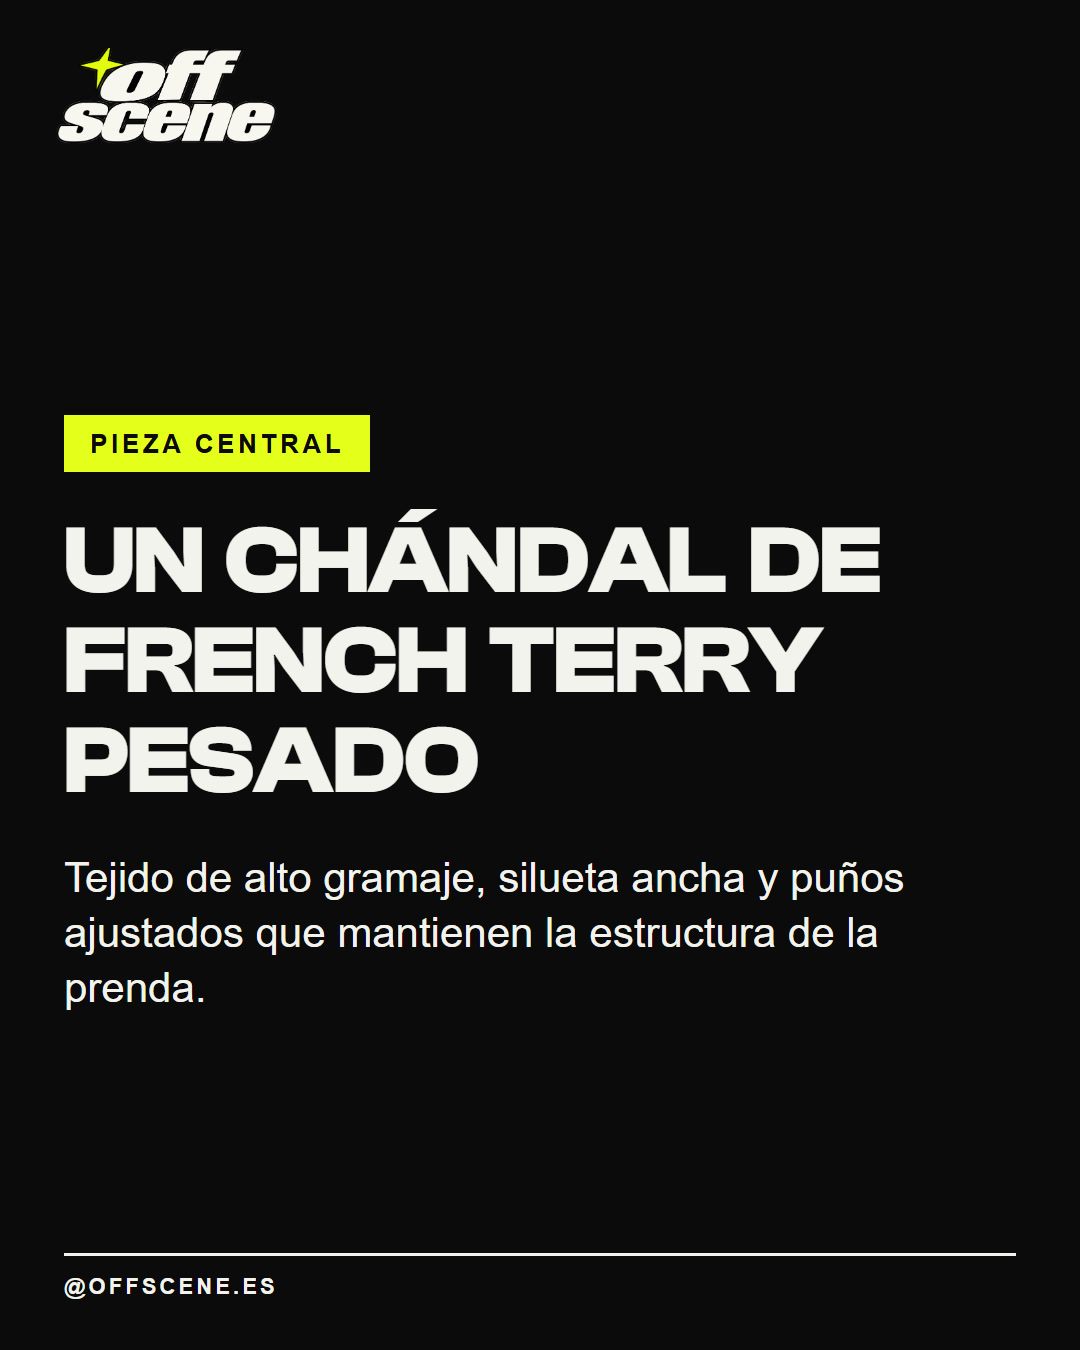 off
scene
PIEZA CENTRAL
UN CHÁNDAL DE
FRENCH TERRY
PESADO
Tejido de alto gramaje, silueta ancha y puños
ajustados que mantienen la estructura de la
prenda.
@OFFSCENE.ES